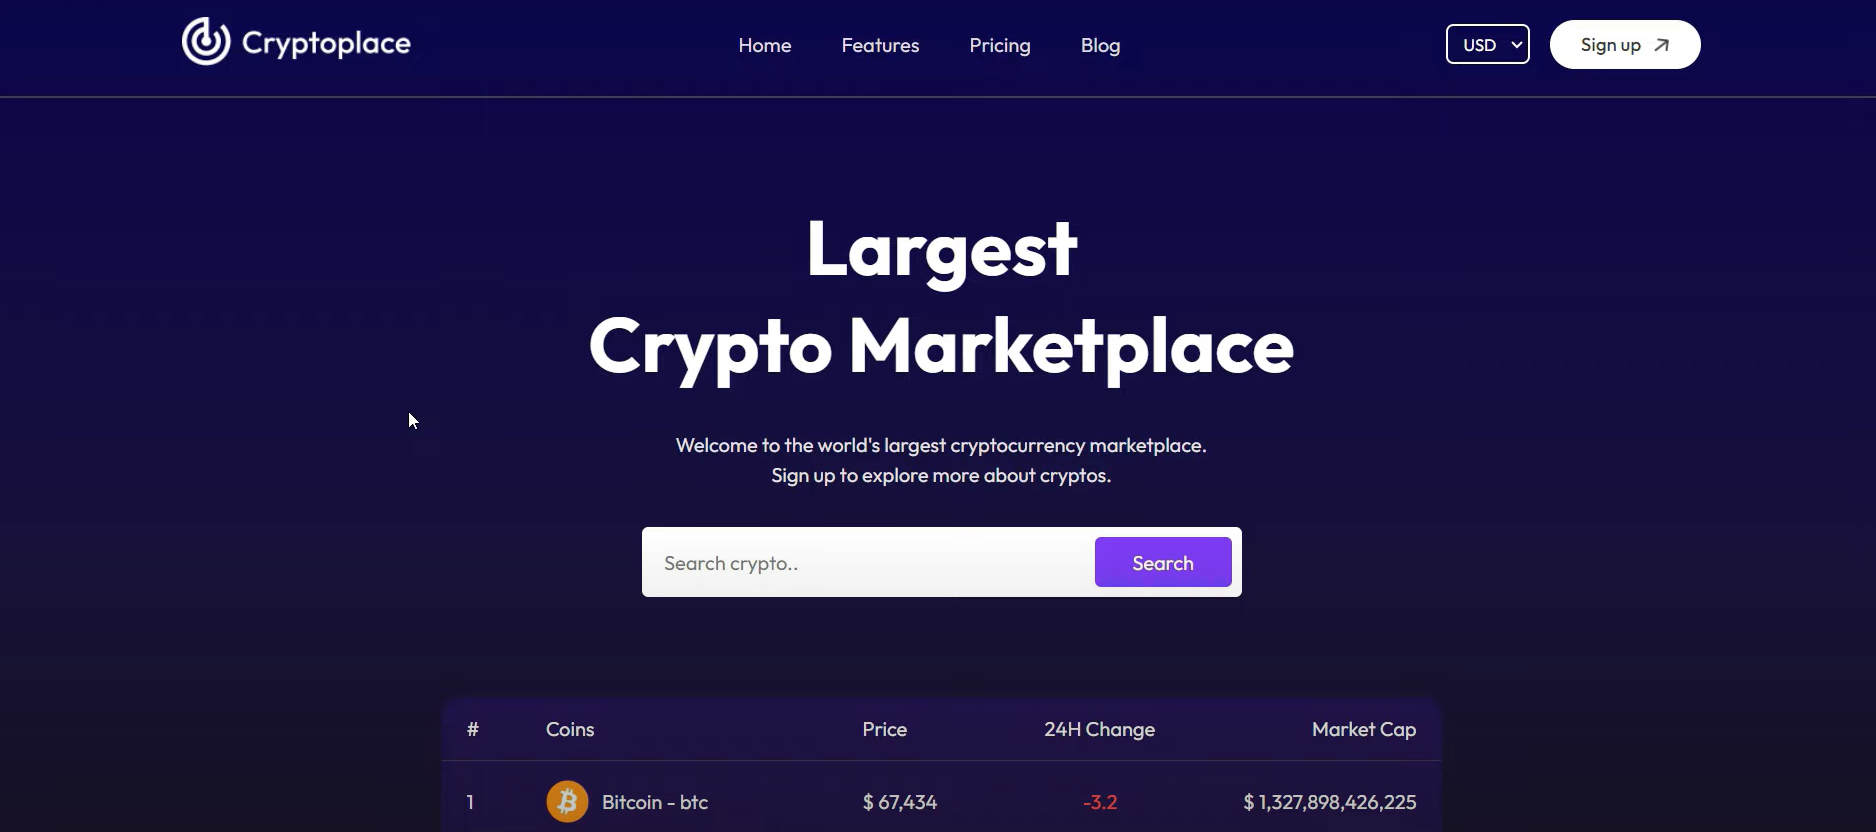 Cryptoplace
Home Features Pricing Blog
USD
Sign up
Largest
Crypto Marketplace
Welcome to the world's largest cryptocurrency marketplace.
Sign up to explore more about cryptos.
Search crypto..
Search
# Coins Price 24H Change Market Cap
1 Bitcoin - btc $ 67,434 -3.2 $ 1,327,898,426,225